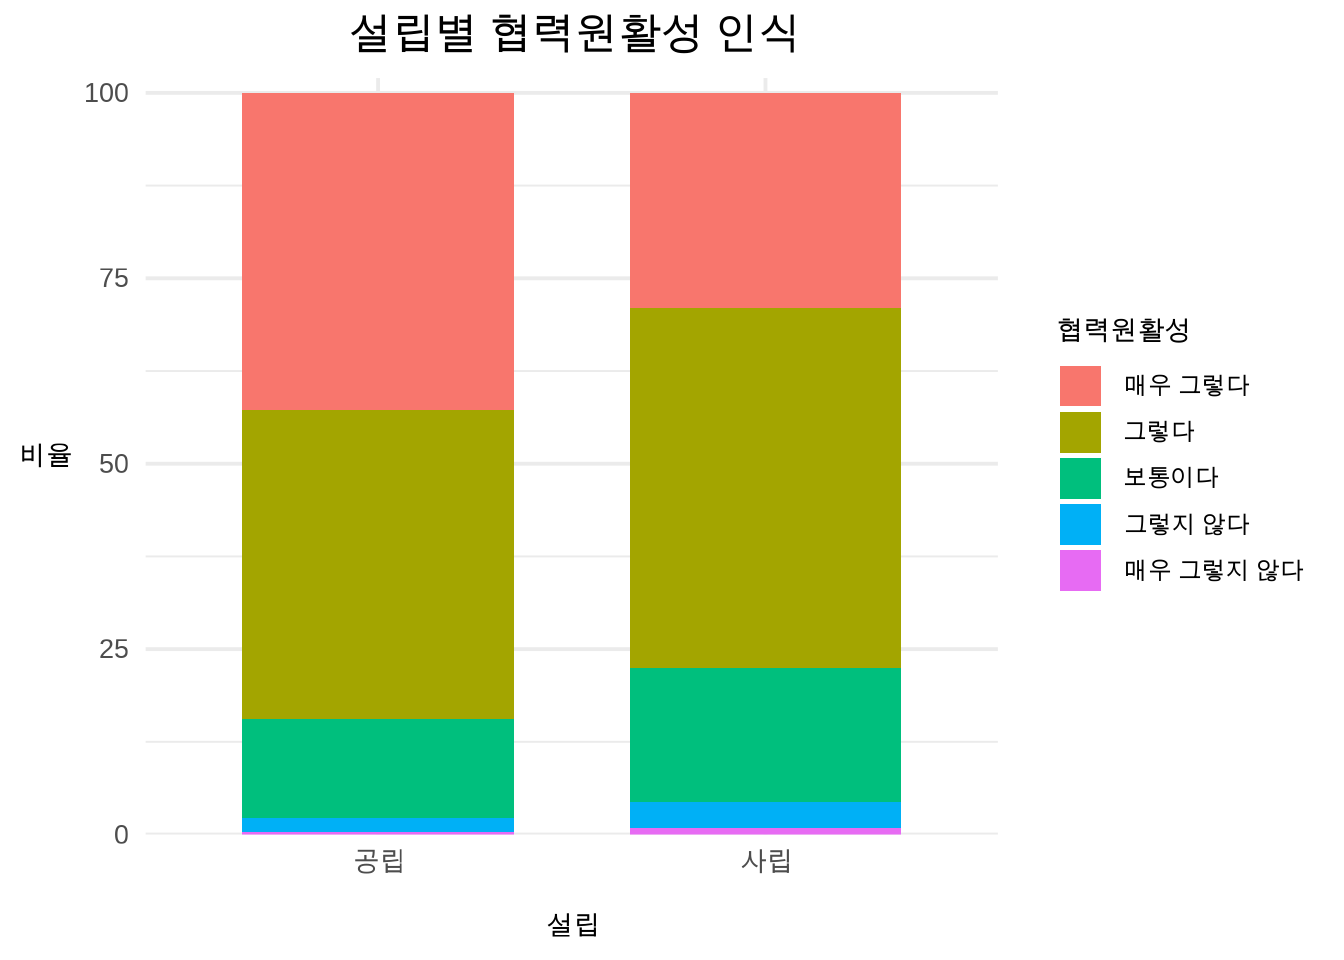 설립별 협력원활성 인식
100
75
50
25
0
비율
공립
사립
설립
협력원활성
매우 그렇다
그렇다
보통이다
그렇지 않다
매우 그렇지 않다